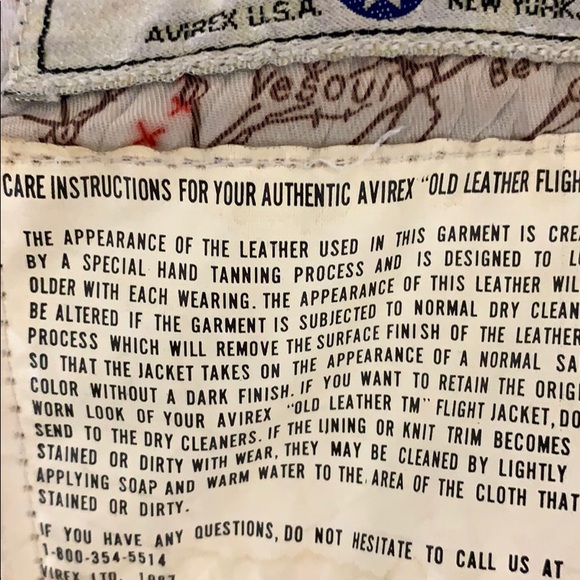 AVIREX U.S.A. NEW YORK,
Vesoul Be
CARE INSTRUCTIONS FOR YOUR AUTHENTIC AVIREX "OLD LEATHER FLIGH
THE APPEARANCE OF THE LEATHER USED IN THIS GARMENT IS CREA
BY A SPECIAL HAND TANNING PROCESS AND IS DESIGNED TO LO
OLDER WITH EACH WEARING. THE APPEARANCE OF THIS LEATHER WIL
BE ALTERED IF THE GARMENT IS SUBJECTED TO NORMAL DRY CLEAN
PROCESS WHICH WILL REMOVE THE SURFACE FINISH OF THE LEATHER
SO THAT THE JACKET TAKES ON THE APPEARANCE OF A NORMAL SA
COLOR WITHOUT A DARK FINISH. IF YOU WANT TO RETAIN THE ORIGI
WORN LOOK OF YOUR AVIREX "OLD LEATHER TM" FLIGHT JACKET, DO
SEND TO THE DRY CLEANERS. IF THE LINING OR KNIT TRIM BECOMES
STAINED OR DIRTY WITH WEAR, THEY MAY BE CLEANED BY LIGHTLY
APPLYING SOAP AND WARM WATER TO THE AREA OF THE CLOTH THAT
STAINED OR DIRTY.
IF YOU HAVE ANY QUESTIONS, DO NOT HESITATE TO CALL US AT
1-800-354-5514
VIREX LTD. 1987